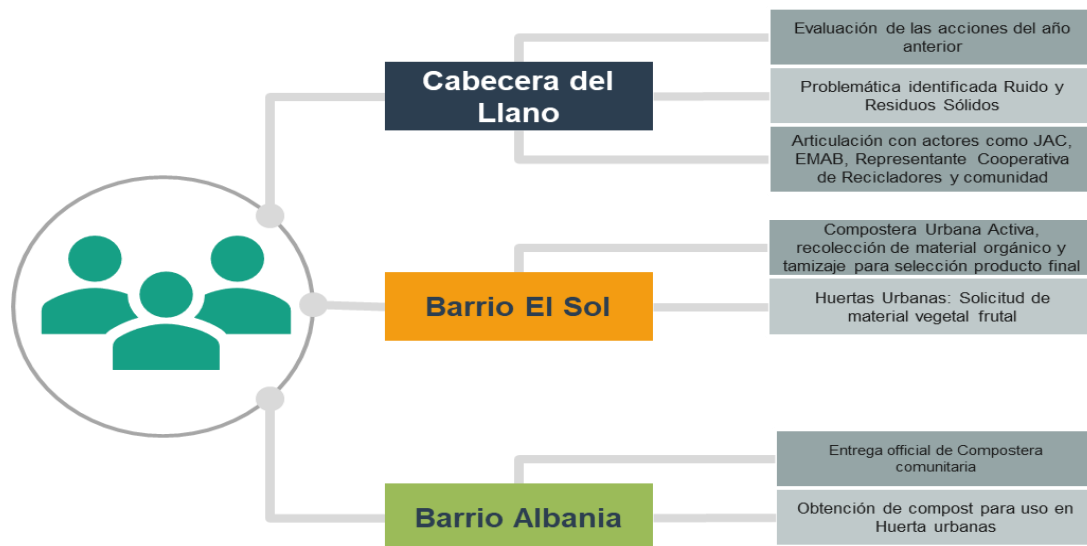 Cabecera del
Llano
Evaluación de las acciones del año
anterior
Problemática identificada Ruido y
Residuos Sólidos
Articulación con actores como JAC,
EMAB, Representante Cooperativa
de Recicladores y comunidad
Barrio El Sol
Compostera Urbana Activa,
recolección de material orgánico y
tamizaje para selección producto final
Huertas Urbanas: Solicitud de
material vegetal frutal
Barrio Albania
Entrega official de Compostera
comunitaria
Obtención de compost para uso en
Huerta urbanas